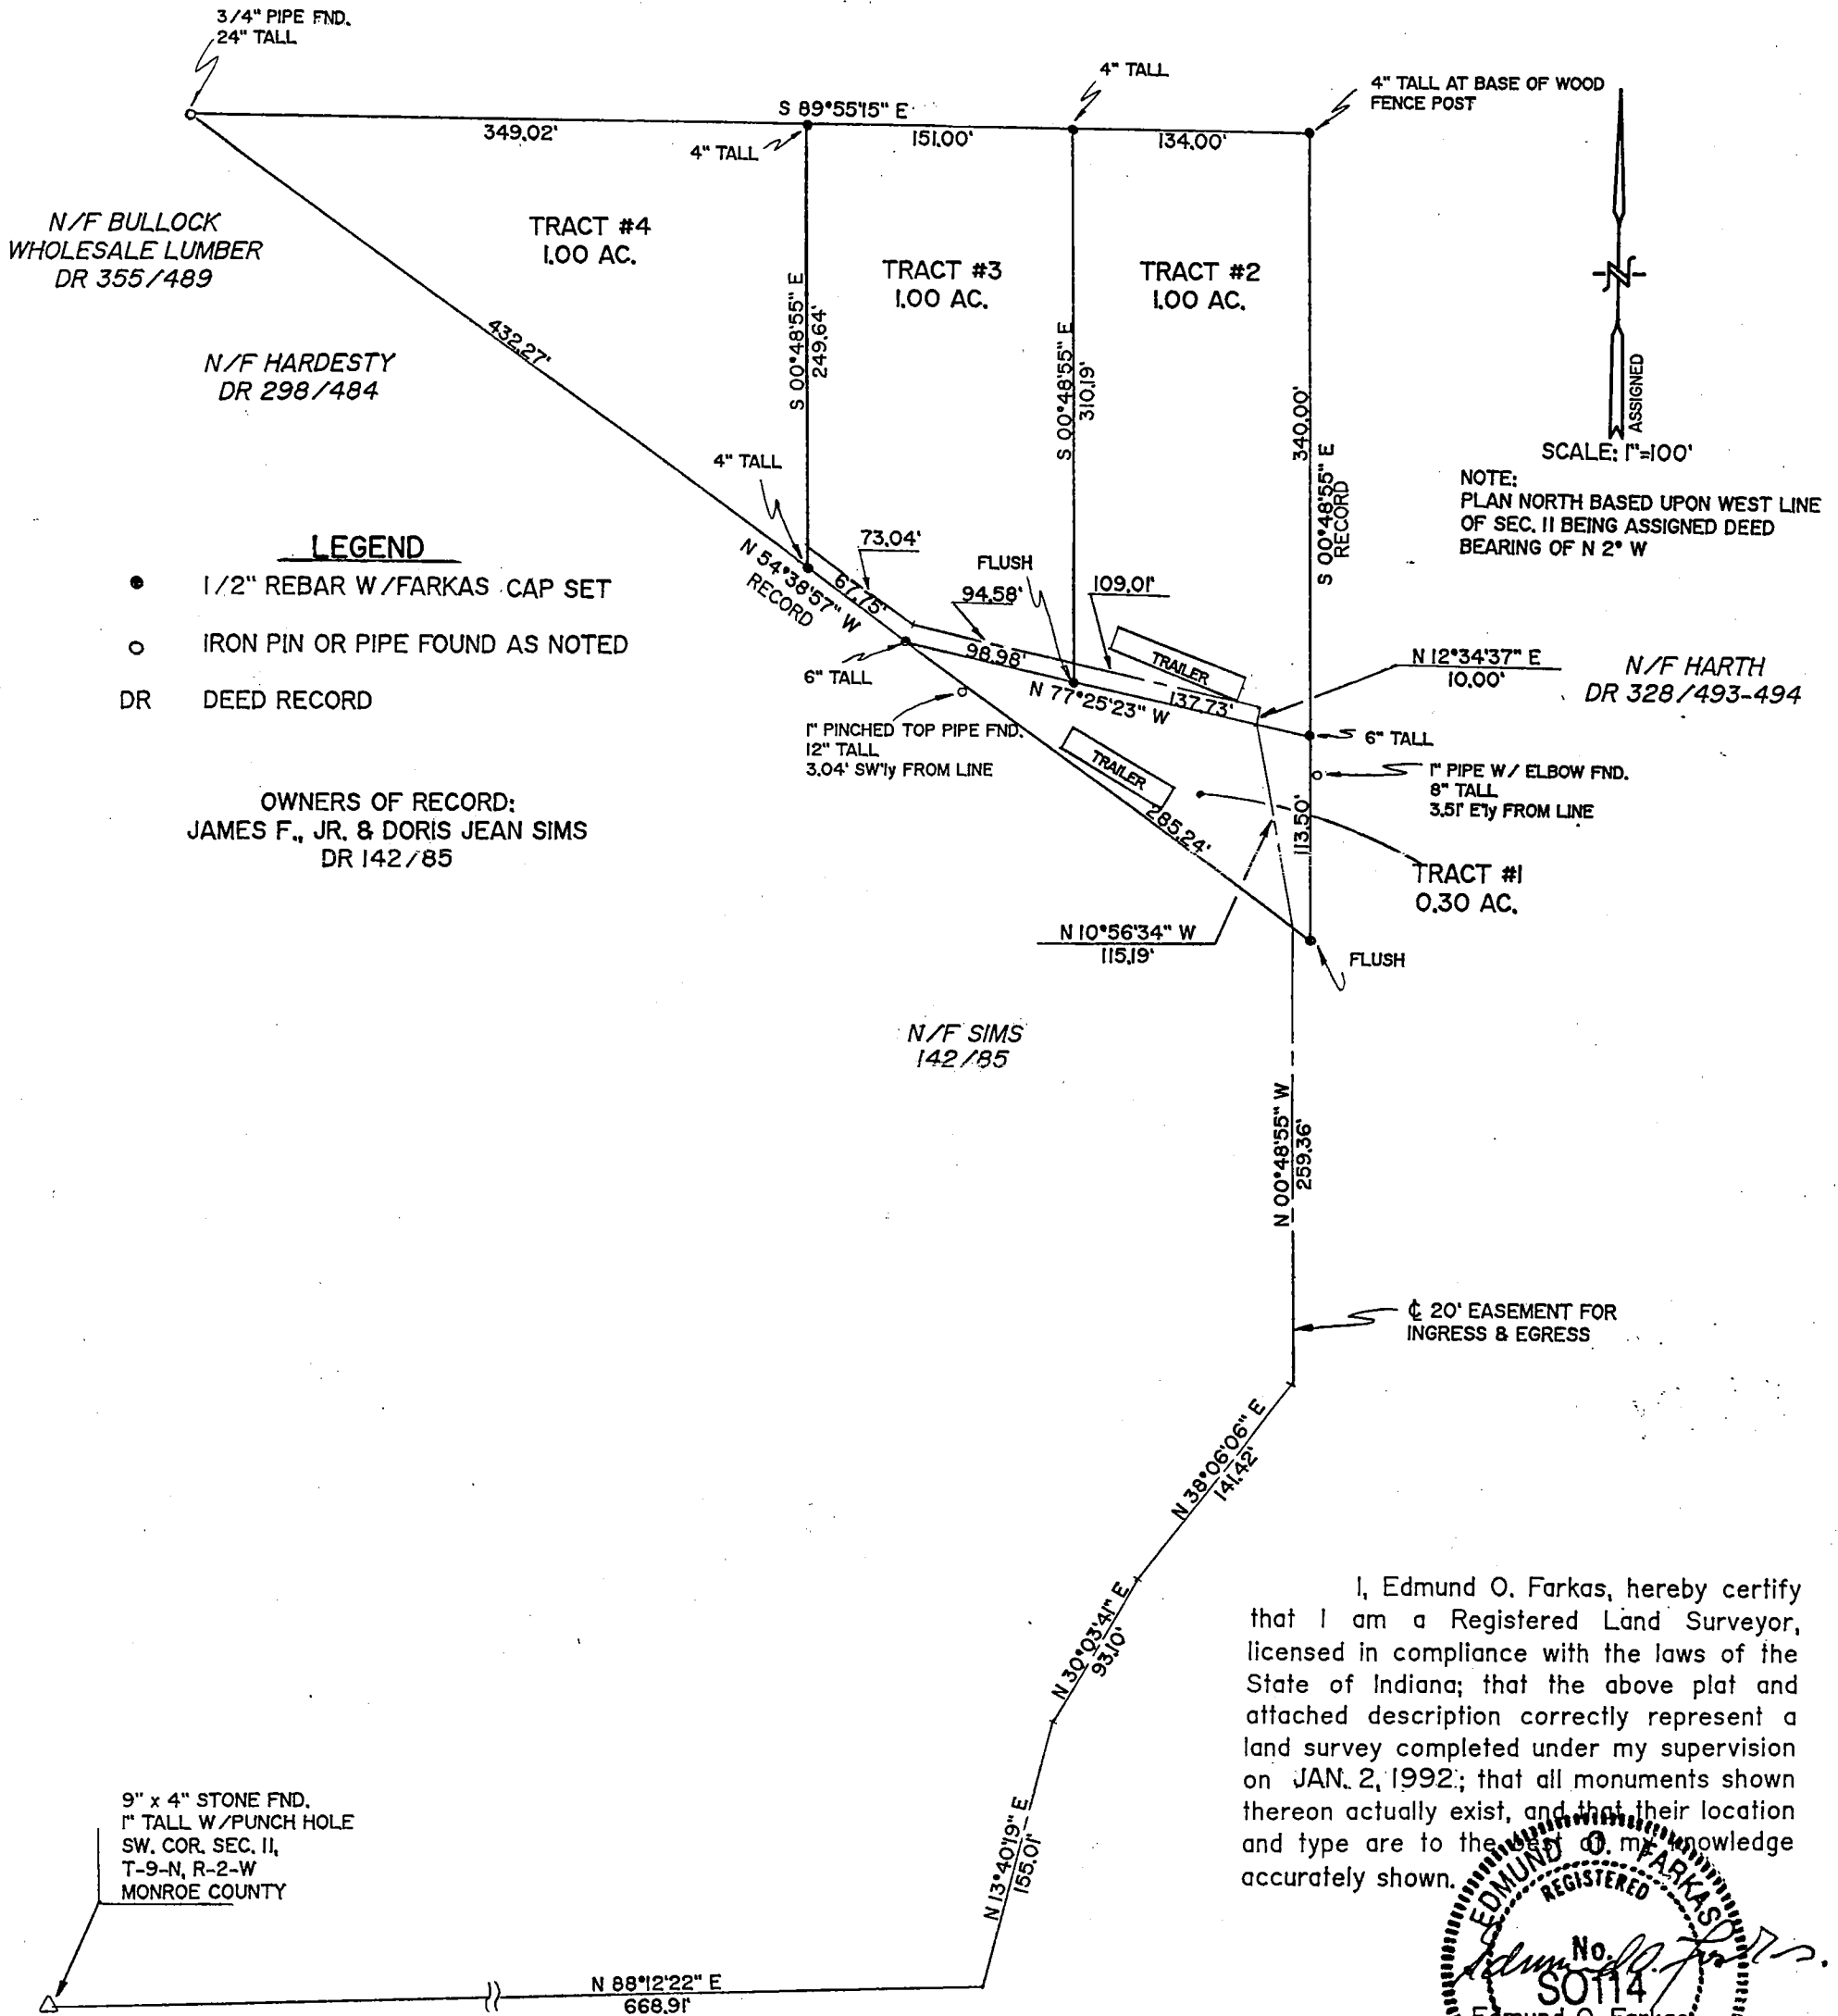 3/4" PIPE FND.
24" TALL
4" TALL
4" TALL AT BASE OF WOOD
FENCE POST
S 89°55'15" E
349.02'
151.00'
134.00'
4" TALL
N/F BULLOCK
WHOLESALE LUMBER
DR 355/489
TRACT #4
1.00 AC.
TRACT #3
1.00 AC.
TRACT #2
1.00 AC.
S 00°48'55" E
249.64'
S 00°48'55" E
310.19'
340.00'
S 00°48'55" E
RECORD
432.27'
N/F HARDESTY
DR 298/484
N
ASSIGNED
SCALE: 1"=100'
NOTE:
PLAN NORTH BASED UPON WEST LINE
OF SEC. 11 BEING ASSIGNED DEED
BEARING OF N 2° W
4" TALL
LEGEND
1/2" REBAR W/FARKAS CAP SET
IRON PIN OR PIPE FOUND AS NOTED
DR DEED RECORD
OWNERS OF RECORD:
JAMES F., JR. & DORIS JEAN SIMS
DR 142/85
73.04'
N 54°38'57" W
RECORD
67.75'
FLUSH
94.58'
109.01'
98.98'
TRAILER
N 77°25'23" W
137.73'
N 12°34'37" E
10.00'
N/F HARTH
DR 328/493-494
6" TALL
6" TALL
1" PINCHED TOP PIPE FND.
12" TALL
3.04' SW'ly FROM LINE
TRAILER
1" PIPE W/ ELBOW FND.
8" TALL
3.51' E'ly FROM LINE
285.24'
113.50'
TRACT #1
0.30 AC.
N 10°56'34" W
115.19'
FLUSH
N/F SIMS
142/85
N 00°48'55" W
259.36'
℄ 20' EASEMENT FOR
INGRESS & EGRESS
N 38°06'06" E
141.42'
N 30°03'41" E
93.10'
N 13°40'19" E
155.01'
9" x 4" STONE FND.
1" TALL W/PUNCH HOLE
SW. COR. SEC. 11,
T-9-N, R-2-W
MONROE COUNTY
N 88°12'22" E
668.91'
I, Edmund O. Farkas, hereby certify
that I am a Registered Land Surveyor,
licensed in compliance with the laws of the
State of Indiana; that the above plat and
attached description correctly represent a
land survey completed under my supervision
on JAN. 2, 1992; that all monuments shown
thereon actually exist, and that their location
and type are to the best of my knowledge
accurately shown.
EDMUND O. FARKAS
REGISTERED
No.
SO114
Edmund O. Farkas